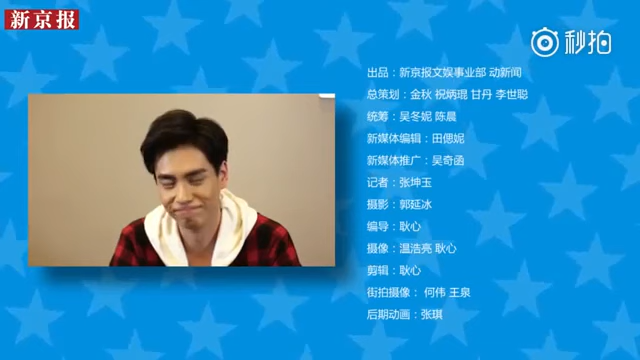 新京报
秒拍
出品：新京报文娱事业部 动新闻
总策划：金秋 祝炳琨 甘丹 李世聪
统筹：吴冬妮 陈晨
新媒体编辑：田偲妮
新媒体推广：吴奇函
记者：张坤玉
摄影：郭延冰
编导：耿心
摄像：温浩亮 耿心
剪辑：耿心
街拍摄像： 何伟 王泉
后期动画：张琪